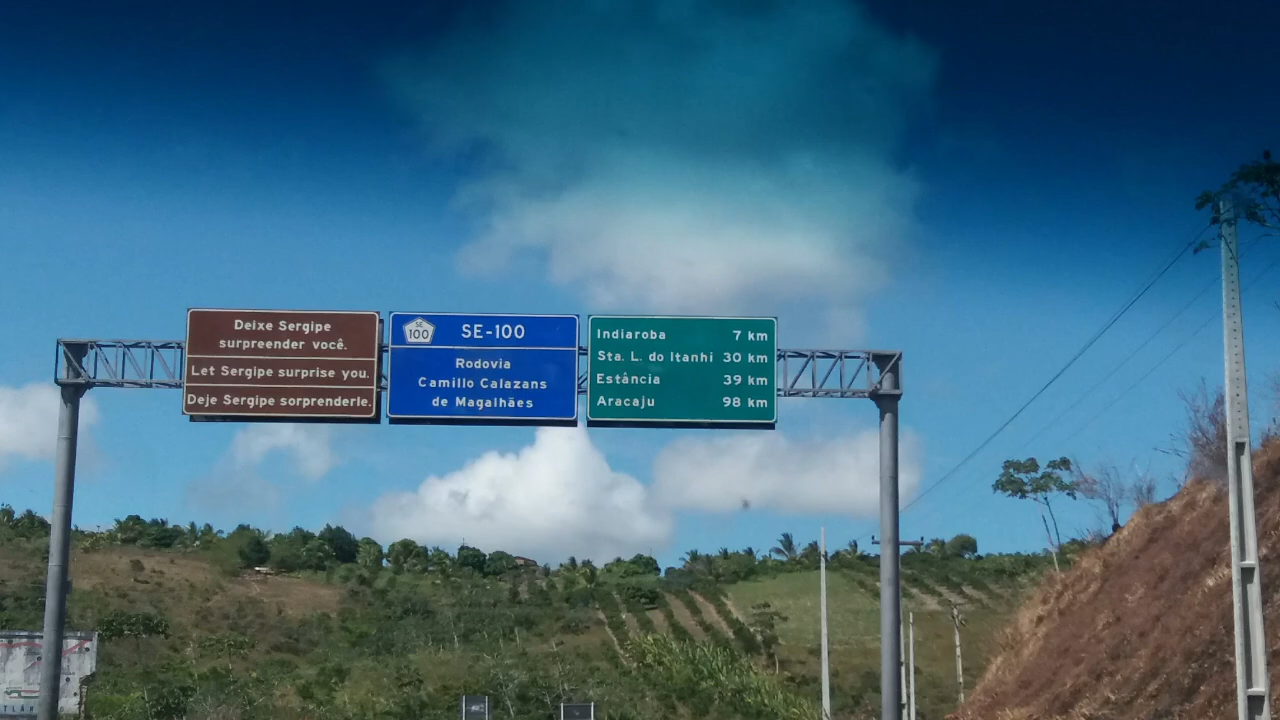 Deixe Sergipe
surpreender você.
Let Sergipe surprise you.
Deje Sergipe sorprenderle.
SE
100
SE-100
Rodovia
Camillo Calazans
de Magalhães
Indiaroba 7 km
Sta. L. do Itanhi 30 km
Estância 39 km
Aracaju 98 km